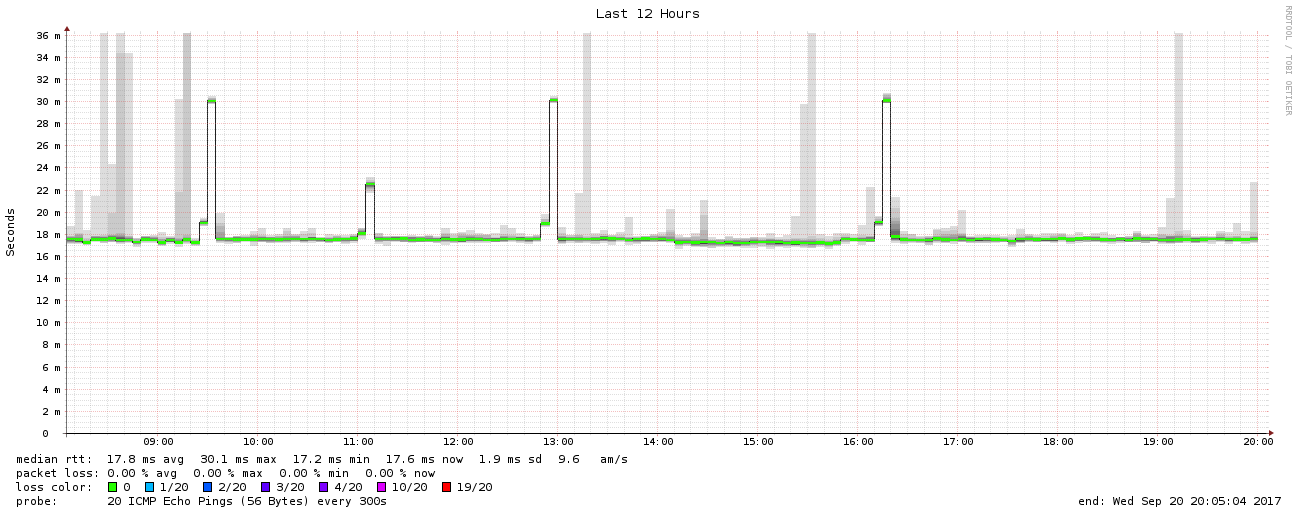 Last 12 Hours
RRDTOOL / TOBI OETIKER
Seconds
36 m
34 m
32 m
30 m
28 m
26 m
24 m
22 m
20 m
18 m
16 m
14 m
12 m
10 m
8 m
6 m
4 m
2 m
0
09:00 10:00 11:00 12:00 13:00 14:00 15:00 16:00 17:00 18:00 19:00 20:00
median rtt: 17.8 ms avg 30.1 ms max 17.2 ms min 17.6 ms now 1.9 ms sd 9.6 am/s
packet loss: 0.00 % avg 0.00 % max 0.00 % min 0.00 % now
loss color: 0 1/20 2/20 3/20 4/20 10/20 19/20
probe: 20 ICMP Echo Pings (56 Bytes) every 300s end: Wed Sep 20 20:05:04 2017